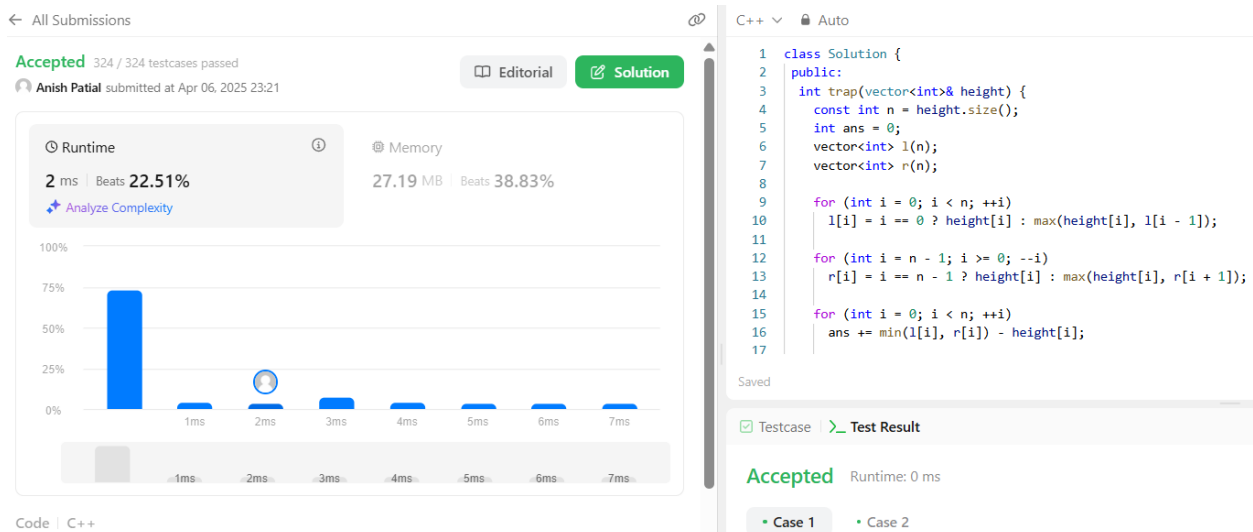 All Submissions
Accepted 324 / 324 testcases passed
Anish Patial submitted at Apr 06, 2025 23:21
Editorial
Solution
Runtime
2 ms Beats 22.51%
Analyze Complexity
Memory
27.19 MB Beats 38.83%
100%
75%
50%
25%
0%
1ms 2ms 3ms 4ms 5ms 6ms 7ms
1ms 2ms 3ms 4ms 5ms 6ms 7ms
Code C++
C++ Auto
1 class Solution {
2 public:
3 int trap(vector<int>& height) {
4 const int n = height.size();
5 int ans = 0;
6 vector<int> l(n);
7 vector<int> r(n);
8
9 for (int i = 0; i < n; ++i)
10 l[i] = i == 0 ? height[i] : max(height[i], l[i - 1]);
11
12 for (int i = n - 1; i >= 0; --i)
13 r[i] = i == n - 1 ? height[i] : max(height[i], r[i + 1]);
14
15 for (int i = 0; i < n; ++i)
16 ans += min(l[i], r[i]) - height[i];
17
Saved
Testcase
Test Result
Accepted Runtime: 0 ms
Case 1 Case 2